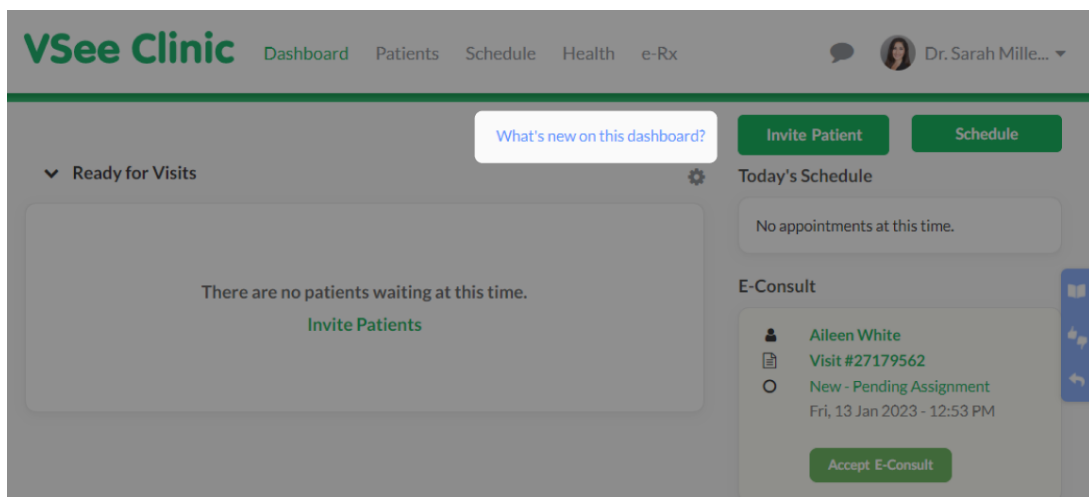 VSee Clinic Dashboard Patients Schedule Health e-Rx Dr. Sarah Mille...
What's new on this dashboard?
Invite Patient Schedule
Ready for Visits
There are no patients waiting at this time.
Invite Patients
Today's Schedule
No appointments at this time.
E-Consult
Aileen White
Visit #27179562
New - Pending Assignment
Fri, 13 Jan 2023 - 12:53 PM
Accept E-Consult